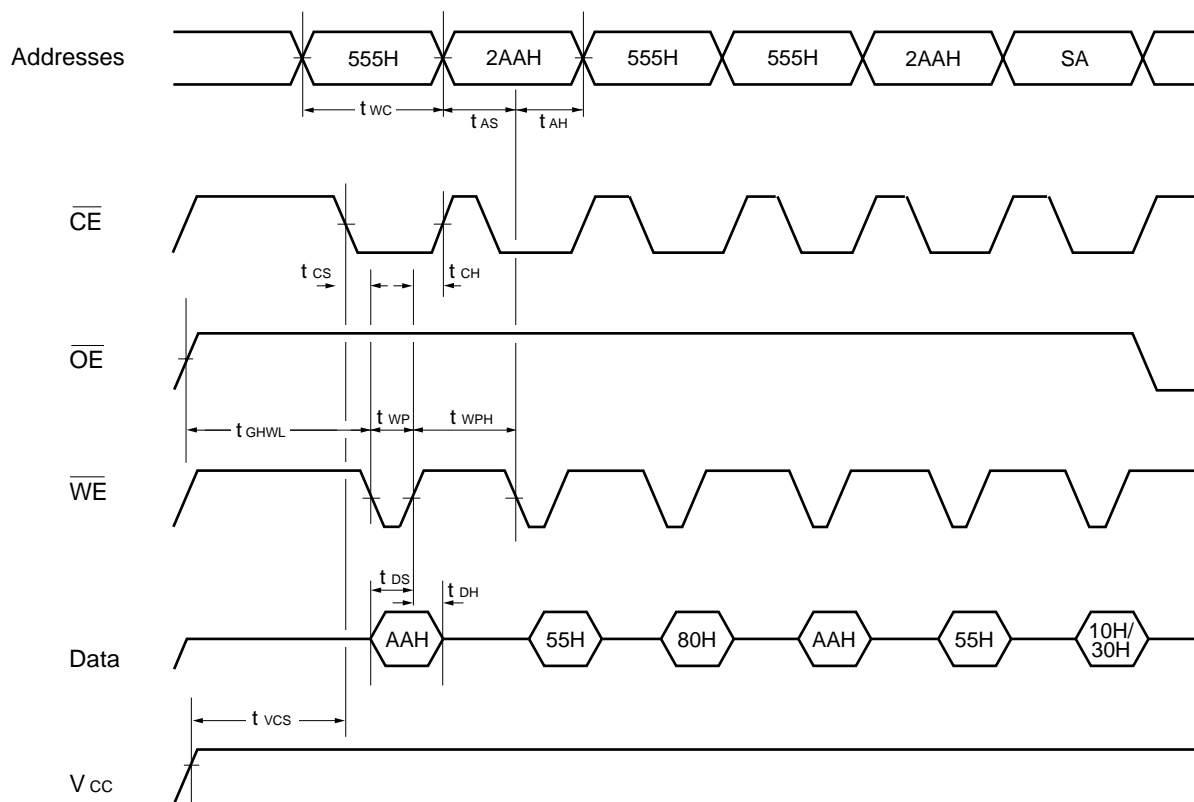 Addresses 555H 2AAH 555H 555H 2AAH SA
t WC t AS t AH
CE
t CS t CH
OE
t GHWL t WP t WPH
WE
t DS t DH
Data AAH 55H 80H AAH 55H 10H/
30H
t VCS
V CC